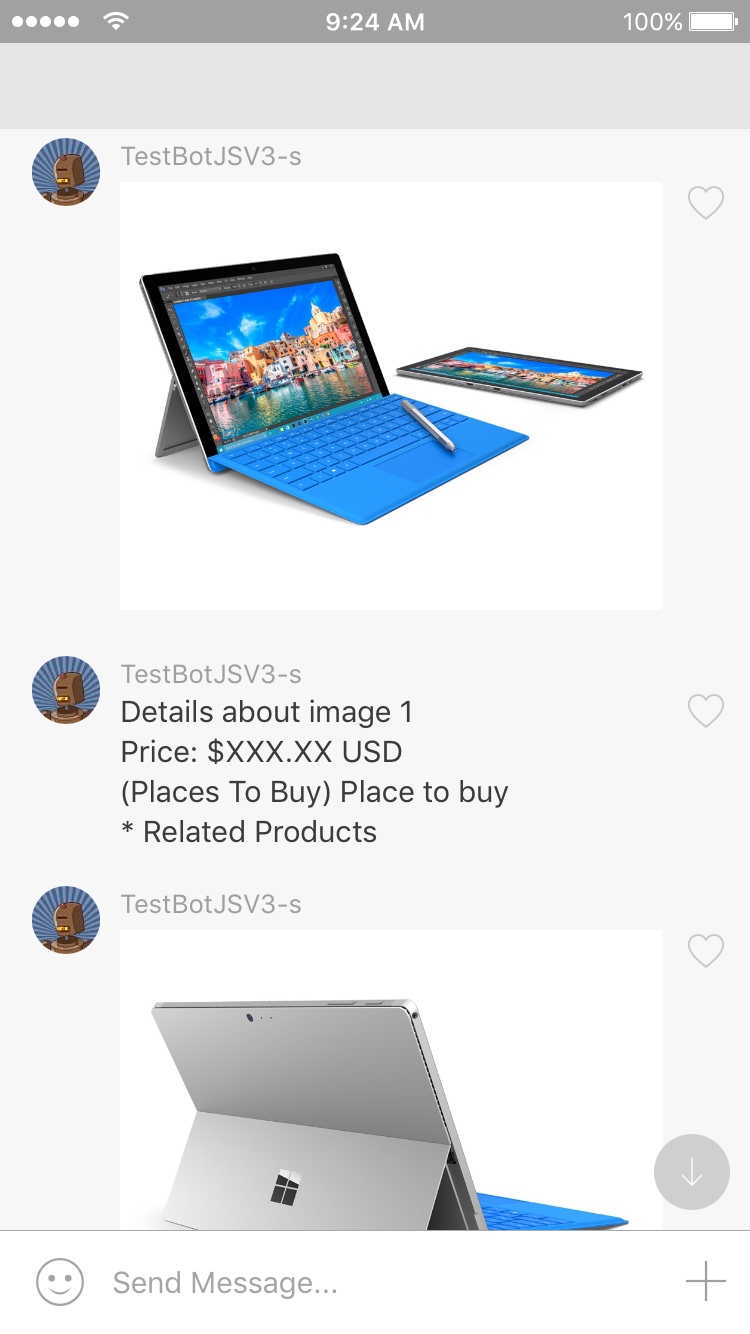 9:24 AM
100%
TestBotJSV3-s
TestBotJSV3-s
Details about image 1
Price: $XXX.XX USD
(Places To Buy) Place to buy
* Related Products
TestBotJSV3-s
Send Message...